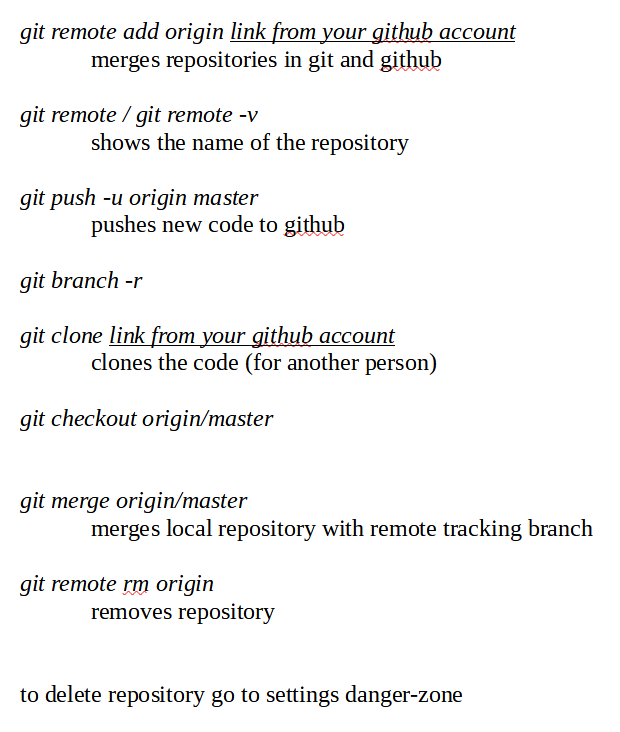 git remote add origin link from your github account
merges repositories in git and github
git remote / git remote -v
shows the name of the repository
git push -u origin master
pushes new code to github
git branch -r
git clone link from your github account
clones the code (for another person)
git checkout origin/master
git merge origin/master
merges local repository with remote tracking branch
git remote rm origin
removes repository
to delete repository go to settings danger-zone